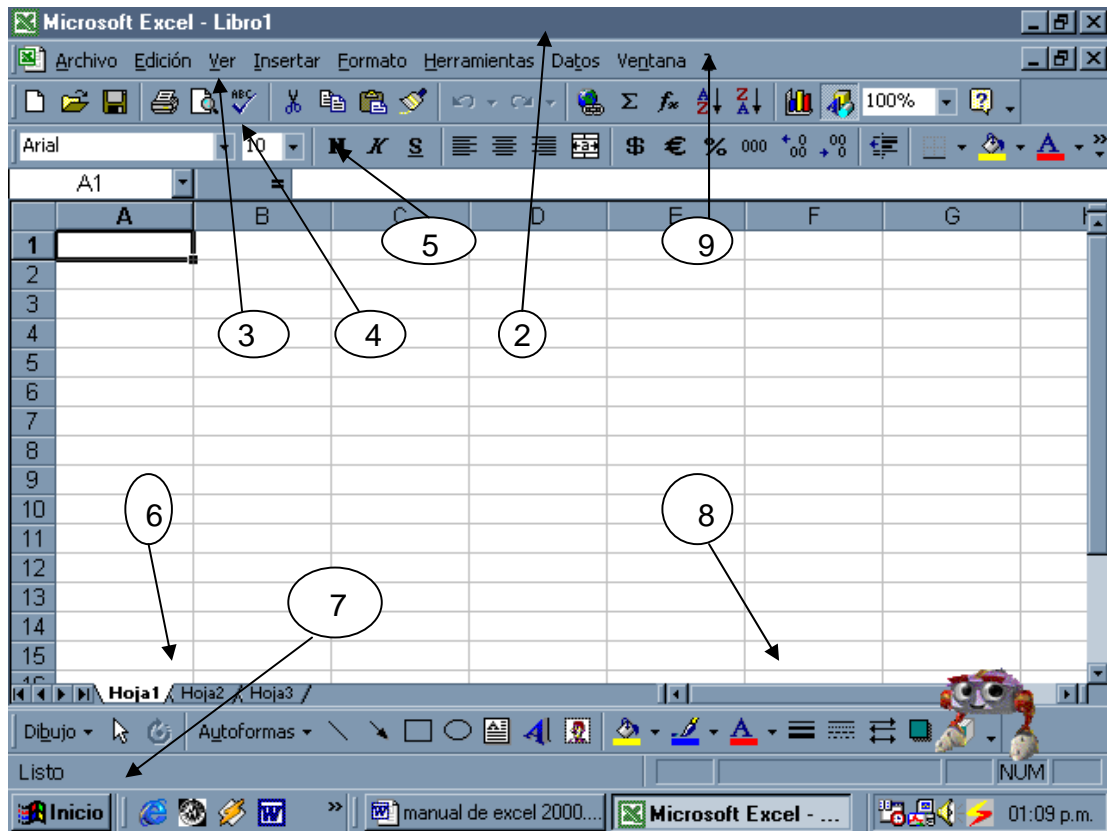 Microsoft Excel - Libro1
Archivo Edición Ver Insertar Formato Herramientas Datos Ventana ?
ABC 100%
Arial 10 N K S $ € % 000
A1 =
A B C D E F G H
1
2
3
4
5
6
7
8
9
10
11
12
13
14
15
16
5 9
3 4 2
6 8
7
Hoja1 Hoja2 Hoja3
Dibujo Autoformas
Listo NUM
Inicio » manual de excel 2000.... Microsoft Excel - ... 01:09 p.m.